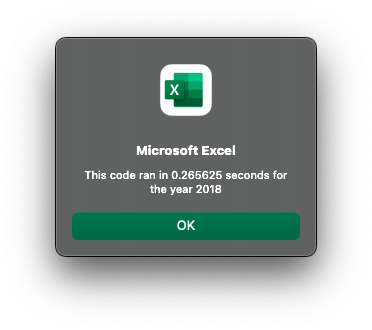 X
Microsoft Excel
This code ran in 0.265625 seconds for
the year 2018
OK